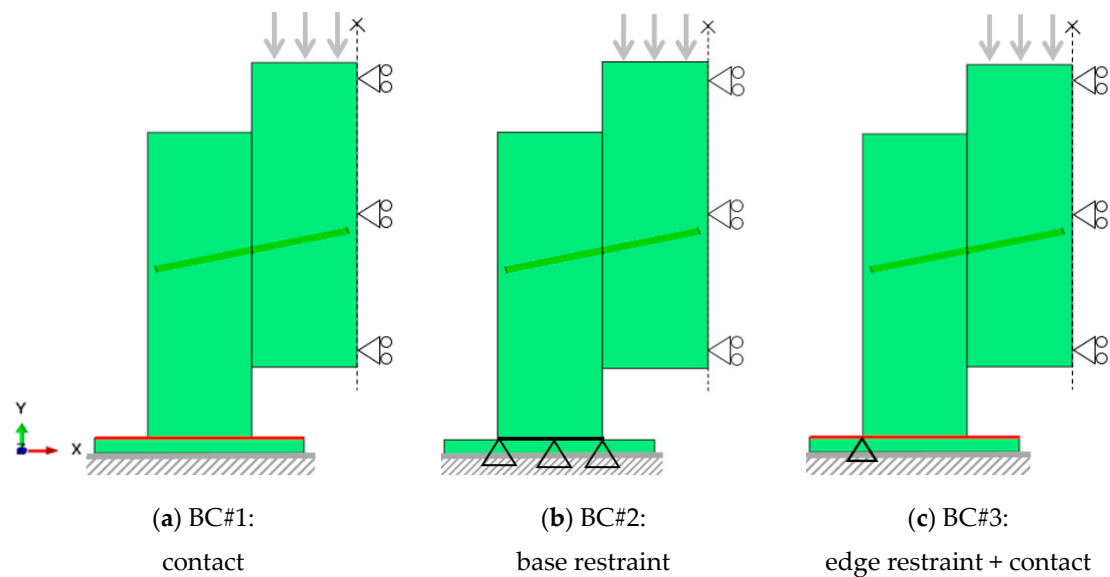 Y
Z
X
(a) BC#1:
contact
(b) BC#2:
base restraint
(c) BC#3:
edge restraint + contact